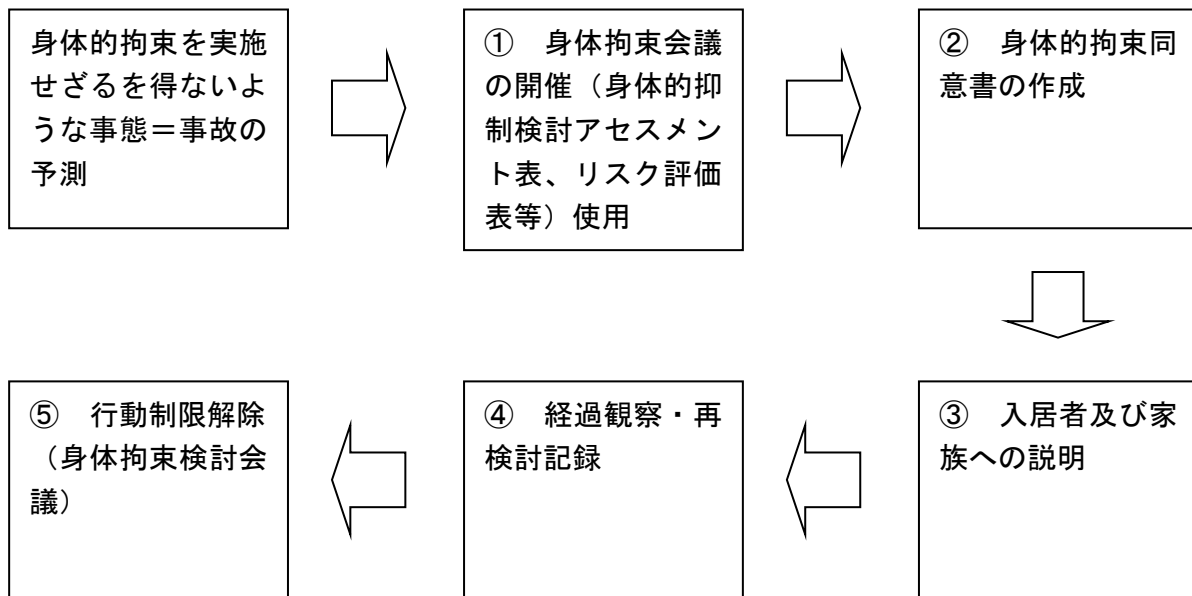 身体的拘束を実施
せざるを得ないよ
うな事態＝事故の
予測
①　身体拘束会議
の開催（身体的抑
制検討アセスメン
ト表、リスク評価
表等）使用
②　身体的拘束同
意書の作成
③　入居者及び家
族への説明
④　経過観察・再
検討記録
⑤　行動制限解除
（身体拘束検討会
議）